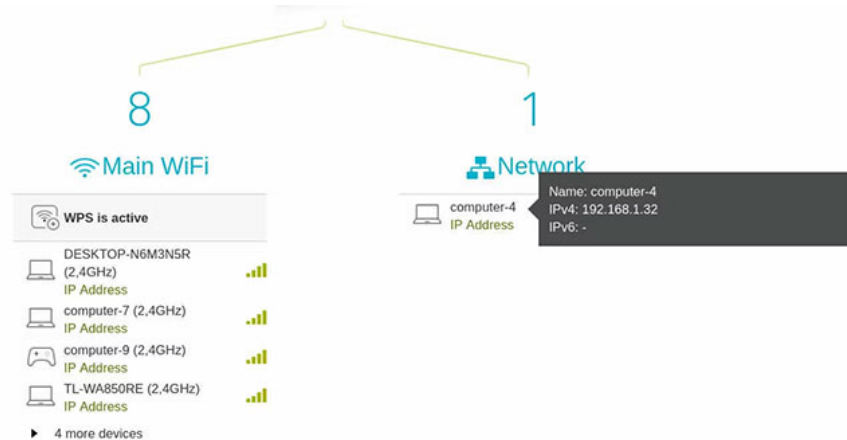 8
Main WiFi
WPS is active
DESKTOP-N6M3N5R
(2,4GHz)
IP Address
computer-7 (2,4GHz)
IP Address
computer-9 (2,4GHz)
IP Address
TL-WA850RE (2,4GHz)
IP Address
4 more devices
1
Network
computer-4
IP Address
Name: computer-4
IPv4: 192.168.1.32
IPv6: -